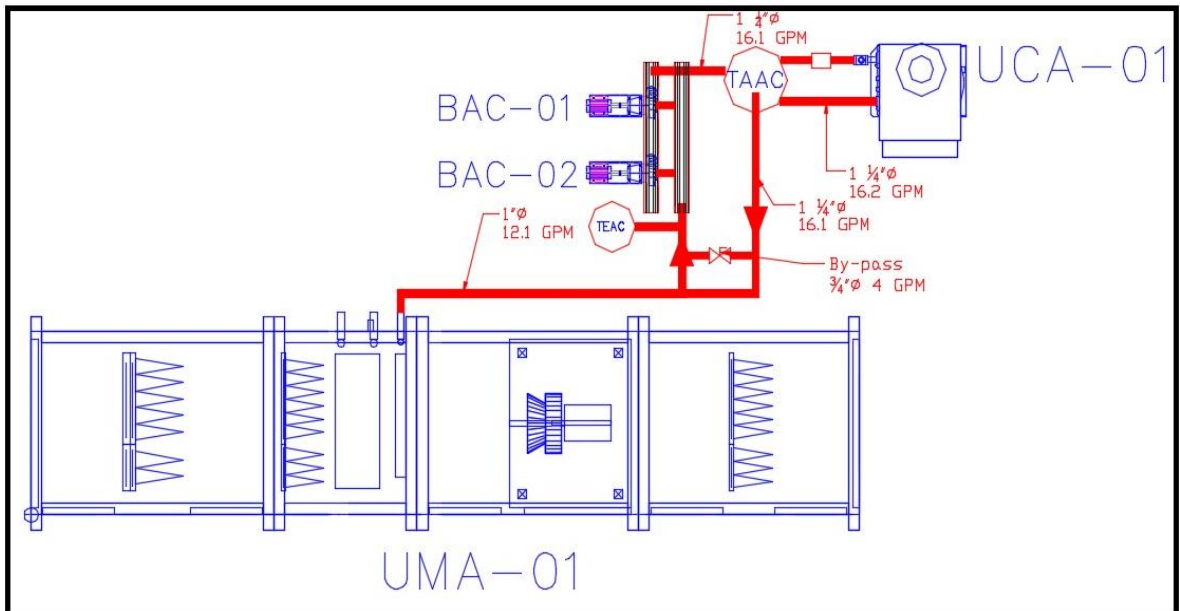 1 ¼"Ø
16.1 GPM
TAAC
UCA-01
BAC-01
BAC-02
1 ¼"Ø
16.2 GPM
1 ¼"Ø
16.1 GPM
1"Ø
12.1 GPM
TEAC
By-pass
¾"Ø 4 GPM
UMA-01